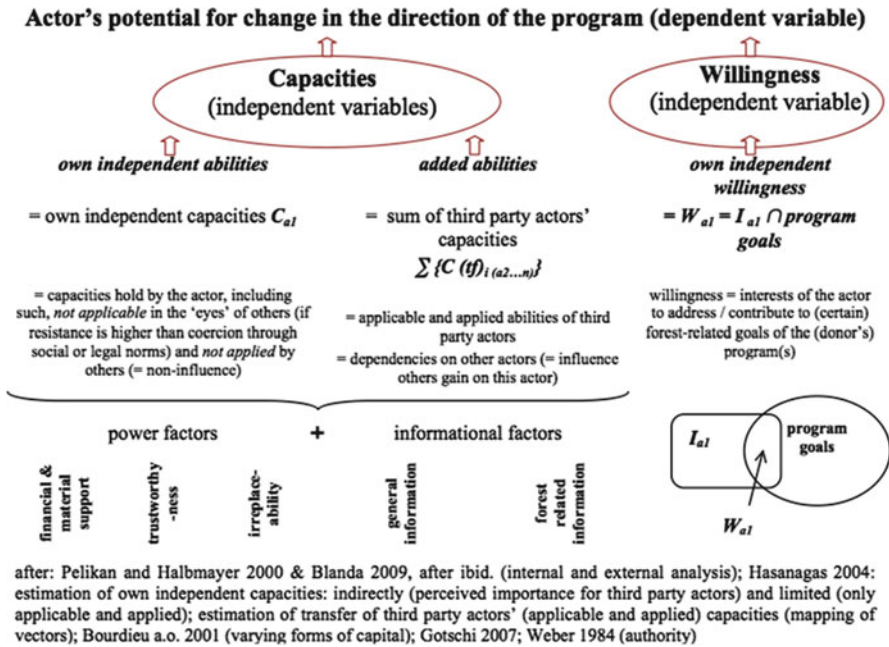 Actor's potential for change in the direction of the program (dependent variable)
Capacities
(independent variables)
Willingness
(independent variable)
own independent abilities
added abilities
own independent
willingness
= own independent capacities C a1
= sum of third party actors'
capacities
∑ {C (tf) i (a2...n)}
= W a1 = I a1 ∩ program
goals
= capacities hold by the actor, including
such, not applicable in the 'eyes' of others (if
resistance is higher than coercion through
social or legal norms) and not applied by
others (= non-influence)
= applicable and applied abilities of third
party actors
= dependencies on other actors (= influence
others gain on this actor)
willingness = interests of the actor
to address / contribute to (certain)
forest-related goals of the (donor's)
program(s)
power factors
+
informational factors
financial &
material
support
trustworthy
-ness
irreplace-
ability
general
information
forest
related
information
I a1
program
goals
W a1
after: Pelikan and Halbmayer 2000 & Blanda 2009, after ibid. (internal and external analysis); Hasanagas 2004:
estimation of own independent capacities: indirectly (perceived importance for third party actors) and limited (only
applicable and applied); estimation of transfer of third party actors' (applicable and applied) capacities (mapping of
vectors); Bourdieu a.o. 2001 (varying forms of capital); Gotschi 2007; Weber 1984 (authority)